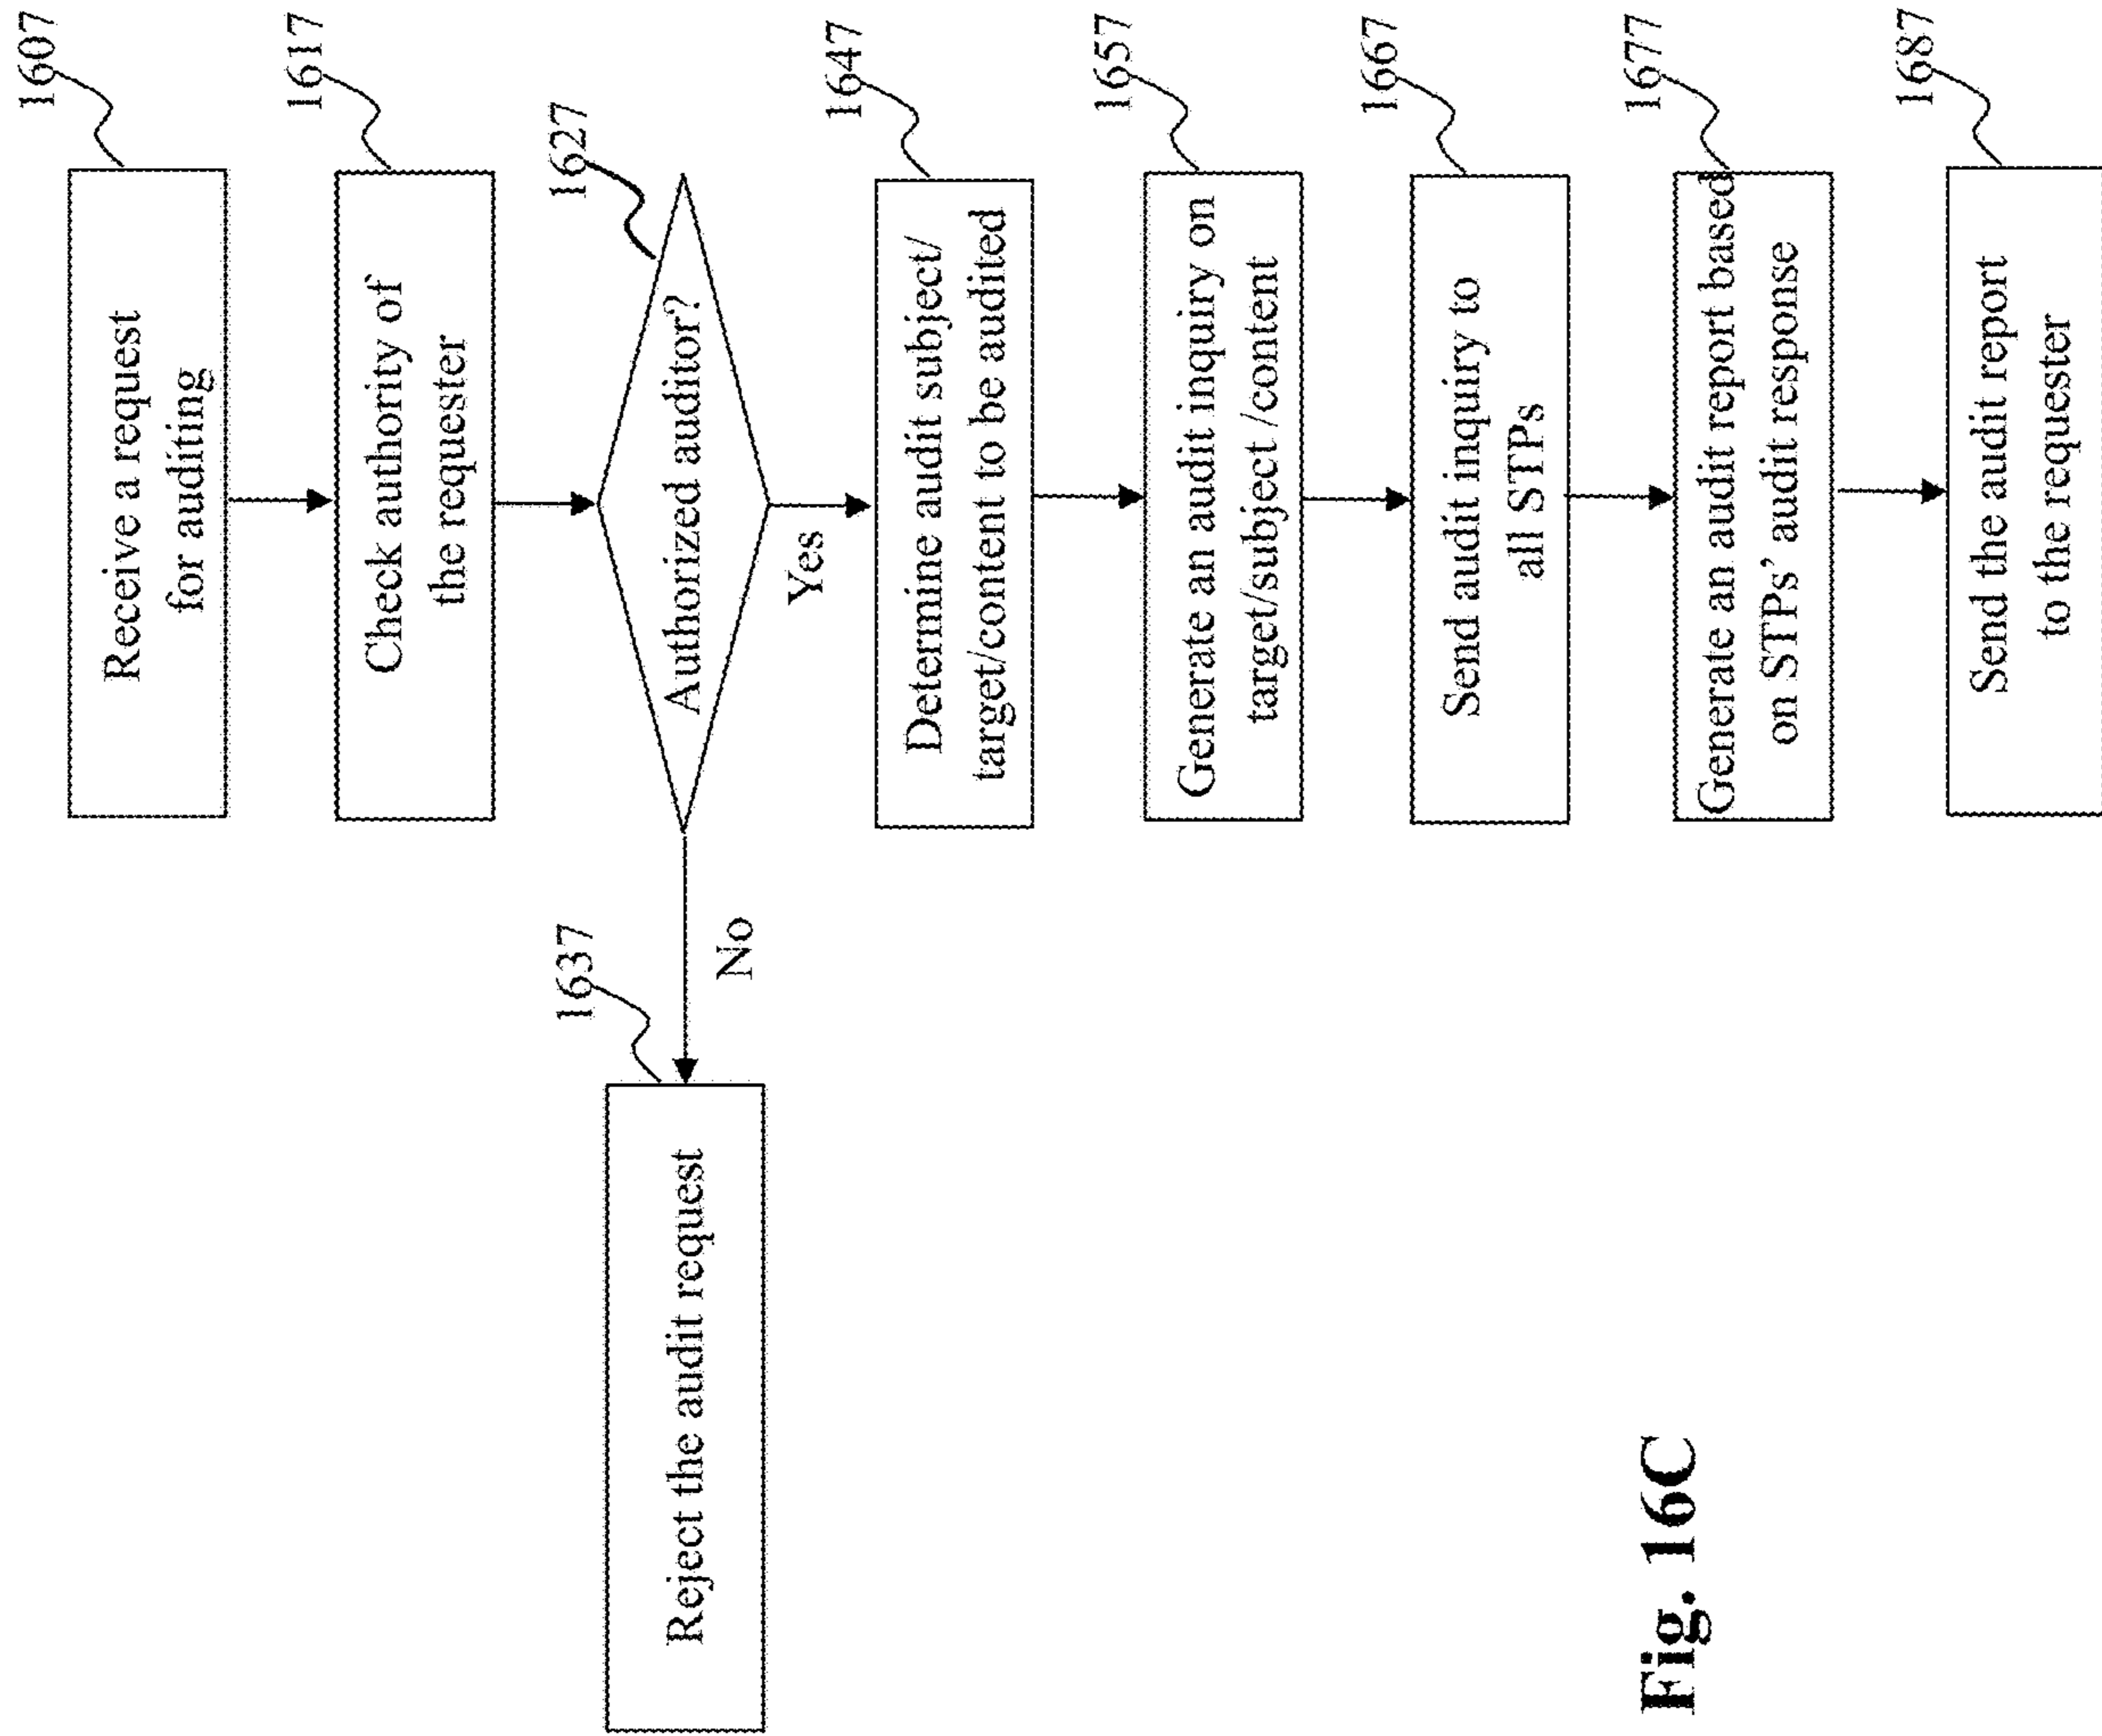 1607
Receive a request
for auditing
1617
Check authority of
the requester
1627
Authorized auditor?
No
Yes
1637
Reject the audit request
1647
Determine audit subject/
target/content to be audited
1657
Generate an audit inquiry on
target/subject /content
1667
Send audit inquiry to
all STPs
1677
Generate an audit report based
on STPs’ audit response
1687
Send the audit report
to the requester
Fig. 16C